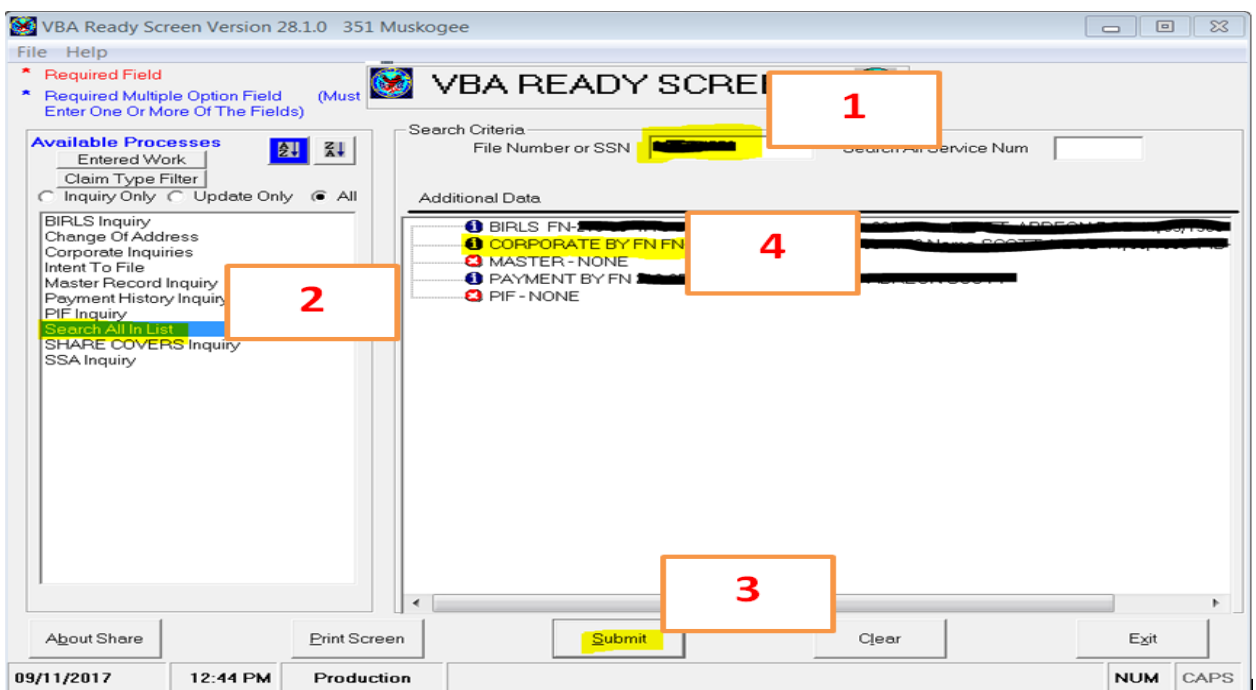 VBA Ready Screen Version 28.1.0 351 Muskogee
File Help
* Required Field
* Required Multiple Option Field (Must
Enter One Or More Of The Fields)
VBA READY SCREE
1
Available Processes
Entered Work
Claim Type Filter
Inquiry Only Update Only All
BIRLS Inquiry
Change Of Address
Corporate Inquiries
Intent To File
Master Record Inquiry
Payment History Inquiry
PIF Inquiry
Search All In List
SHARE COVERS Inquiry
SSA Inquiry
2
Search Criteria
File Number or SSN
Search All Service Num
Additional Data
BIRLS FN-
CORPORATE BY FN FN
MASTER - NONE
PAYMENT BY FN
PIF - NONE
4
3
About Share Print Screen Submit Clear Exit
09/11/2017 12:44 PM Production NUM CAPS